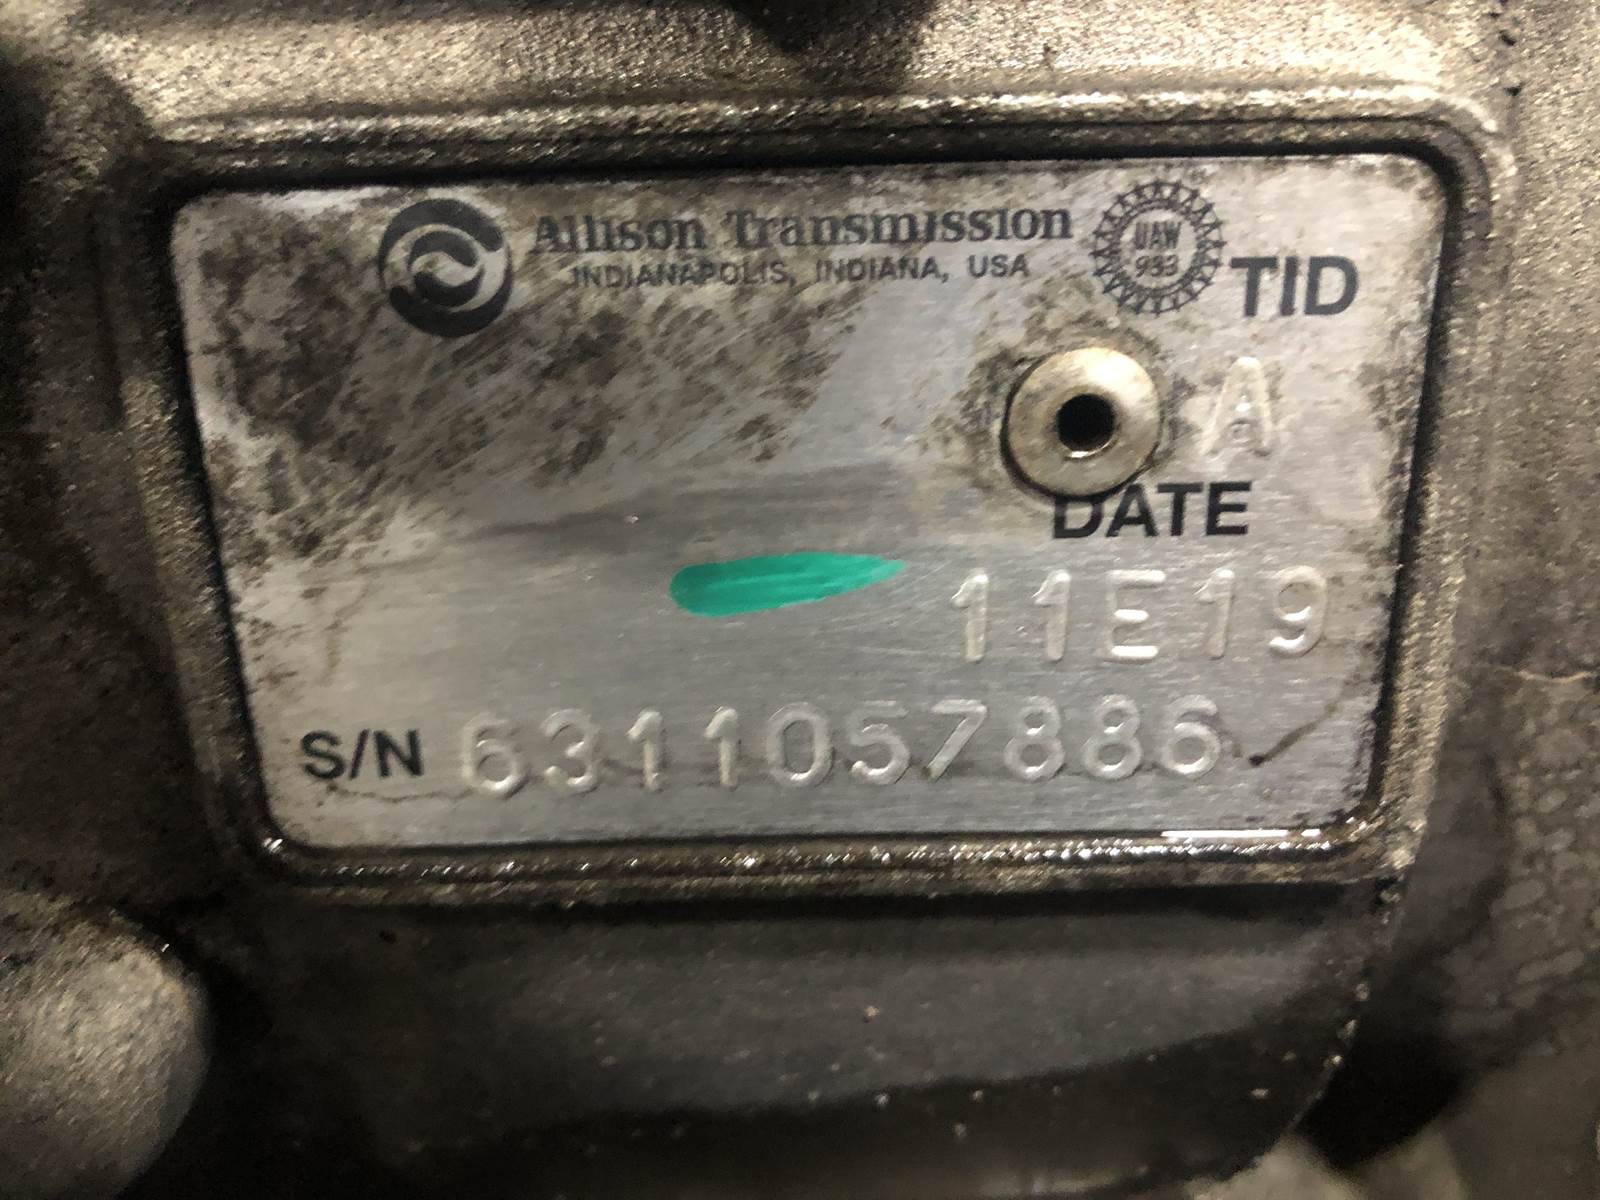 Allison Transmission
INDIANAPOLIS, INDIANA, USA
UAW
933
TID
A
DATE
11E19
S/N 6311057886